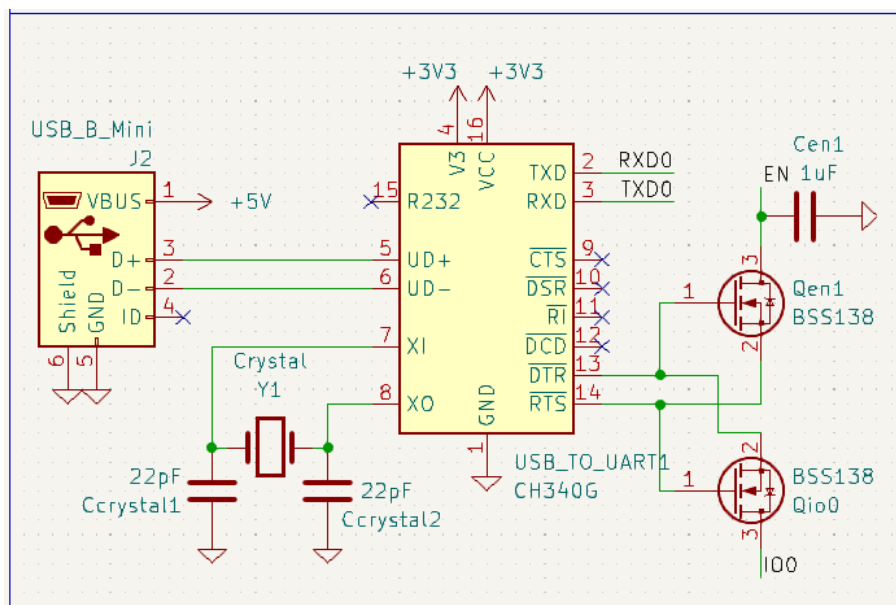 +3V3 +3V3
USB_B_Mini
J2
VBUS 1 +5V
D+ 3
D- 2
ID 4
Shield
GND
6 5
4 16
V3 VCC
15 R232
5 UD+
6 UD-
7 XI
8 XO
GND
1
TXD 2 RXD0
RXD 3 TXD0
CTS 9
DSR 10
RI 11
DCD 12
DTR 13
RTS 14
USB_TO_UART1
CH340G
Crystal
Y1
22pF
Ccrystal1
22pF
Ccrystal2
Cen1
1uF
EN
3
1
2
Qen1
BSS138
2
1
3
BSS138
Qio0
IO0